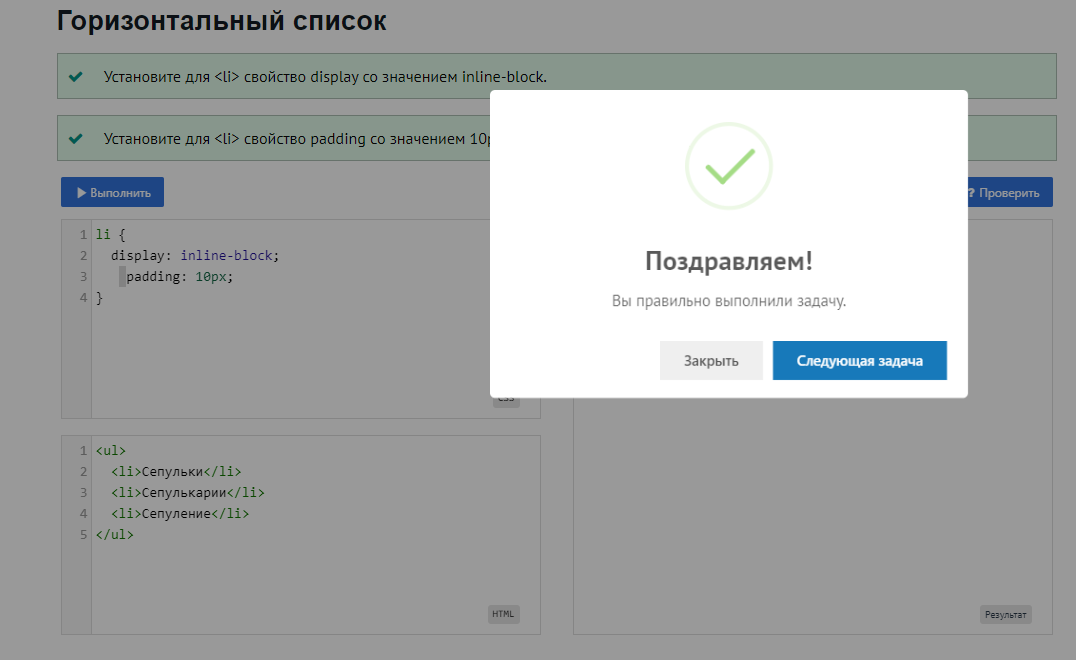 Горизонтальный список
Установите для <li> свойство display со значением inline-block.
Установите для <li> свойство padding со значением
Выполнить
? Проверить
1 li {
2 display: inline-block;
3 padding: 10px;
4 }
Поздравляем!
Вы правильно выполнили задачу.
Закрыть
Следующая задача
CSS
1 <ul>
2 <li>Сепульки</li>
3 <li>Сепулькарии</li>
4 <li>Сепуление</li>
5 </ul>
HTML
Результат